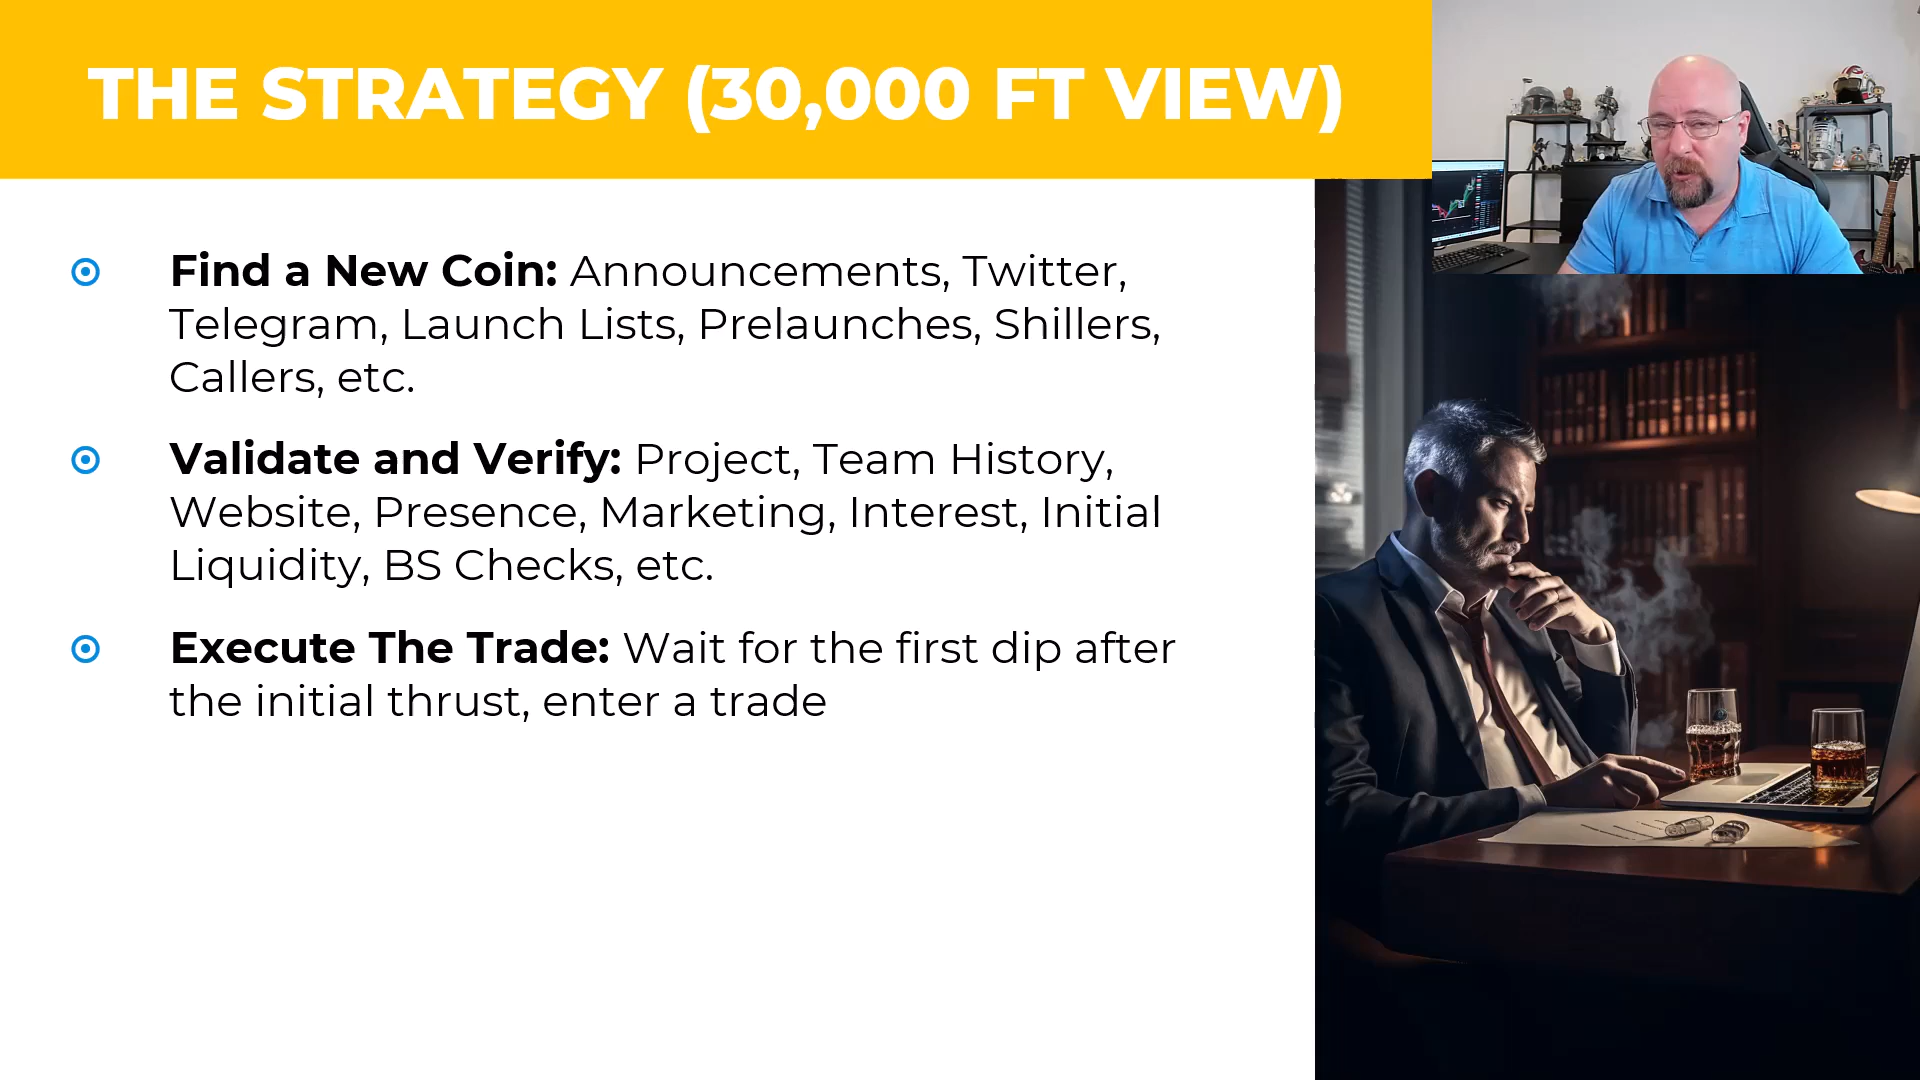 THE STRATEGY (30,000 FT VIEW)
Find a New Coin: Announcements, Twitter,
Telegram, Launch Lists, Prelaunches, Shillers,
Callers, etc.
Validate and Verify: Project, Team History,
Website, Presence, Marketing, Interest, Initial
Liquidity, BS Checks, etc.
Execute The Trade: Wait for the first dip after
the initial thrust, enter a trade